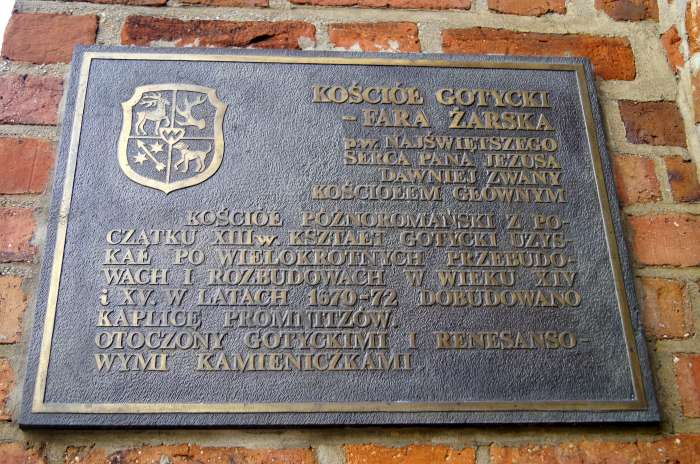 KOŚCIÓŁ GOTYCKI
- FARA ŻARSKA
p.w. NAJŚWIĘTSZEGO
SERCA PANA JEZUSA
DAWNIEJ ZWANY
KOŚCIOŁEM GŁÓWNYM
KOŚCIÓŁ PÓŹNOROMAŃSKI Z PO-
CZĄTKU XIII w. KSZTAŁT GOTYCKI UZYS-
KAŁ PO WIELOKROTNYCH PRZEBUDO-
WACH I ROZBUDOWACH W WIEKU XIV
i XV. W LATACH 1670-72 DOBUDOWANO
KAPLICĘ PROMNITZÓW.
OTOCZONY GOTYCKIMI I RENESANSO-
WYMI KAMIENICZKAMI